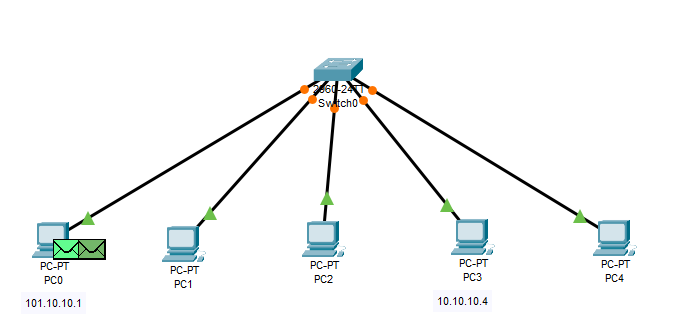 2960-24TT
Switch0
PC-PT
PC0
PC-PT
PC1
PC-PT
PC2
PC-PT
PC3
PC-PT
PC4
101.10.10.1
10.10.10.4